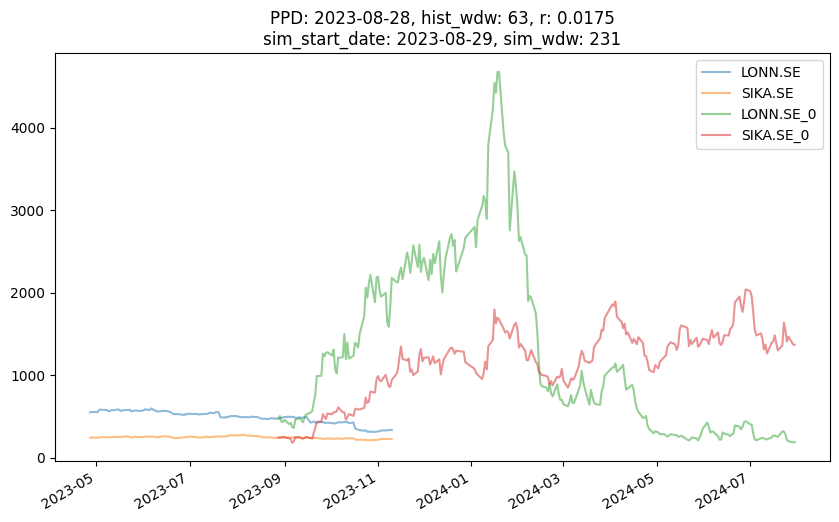 PPD: 2023-08-28, hist_wdw: 63, r: 0.0175
sim_start_date: 2023-08-29, sim_wdw: 231
LONN.SE
SIKA.SE
LONN.SE_0
SIKA.SE_0
4000
3000
2000
1000
0
2023-05
2023-07
2023-09
2023-11
2024-01
2024-03
2024-05
2024-07